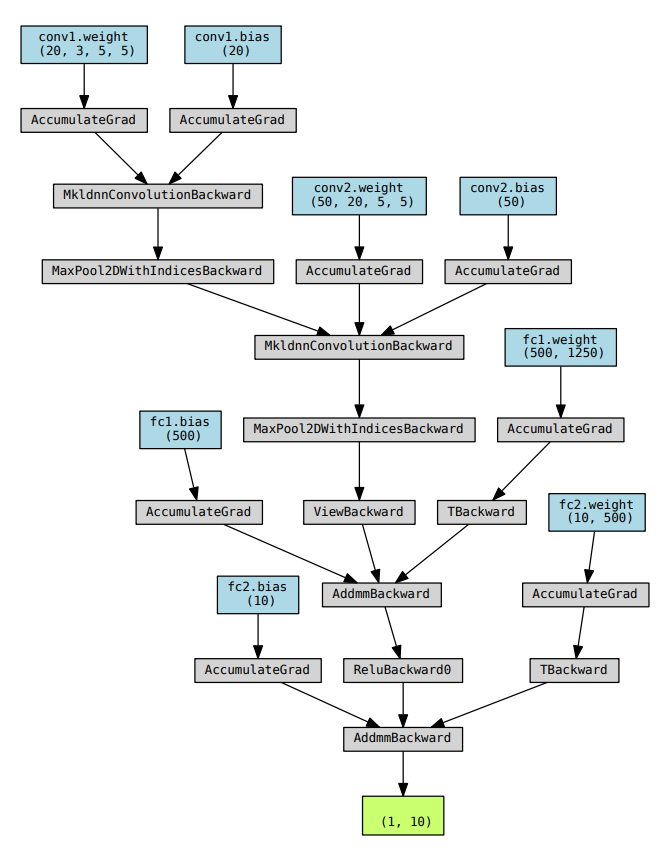 conv1.weight
(20, 3, 5, 5)
conv1.bias
(20)
AccumulateGrad
AccumulateGrad
MkldnnConvolutionBackward
conv2.weight
(50, 20, 5, 5)
conv2.bias
(50)
MaxPool2DWithIndicesBackward
AccumulateGrad
AccumulateGrad
MkldnnConvolutionBackward
fc1.weight
(500, 1250)
fc1.bias
(500)
MaxPool2DWithIndicesBackward
AccumulateGrad
AccumulateGrad
ViewBackward
TBackward
fc2.weight
(10, 500)
fc2.bias
(10)
AddmmBackward
AccumulateGrad
AccumulateGrad
ReluBackward0
TBackward
AddmmBackward
(1, 10)